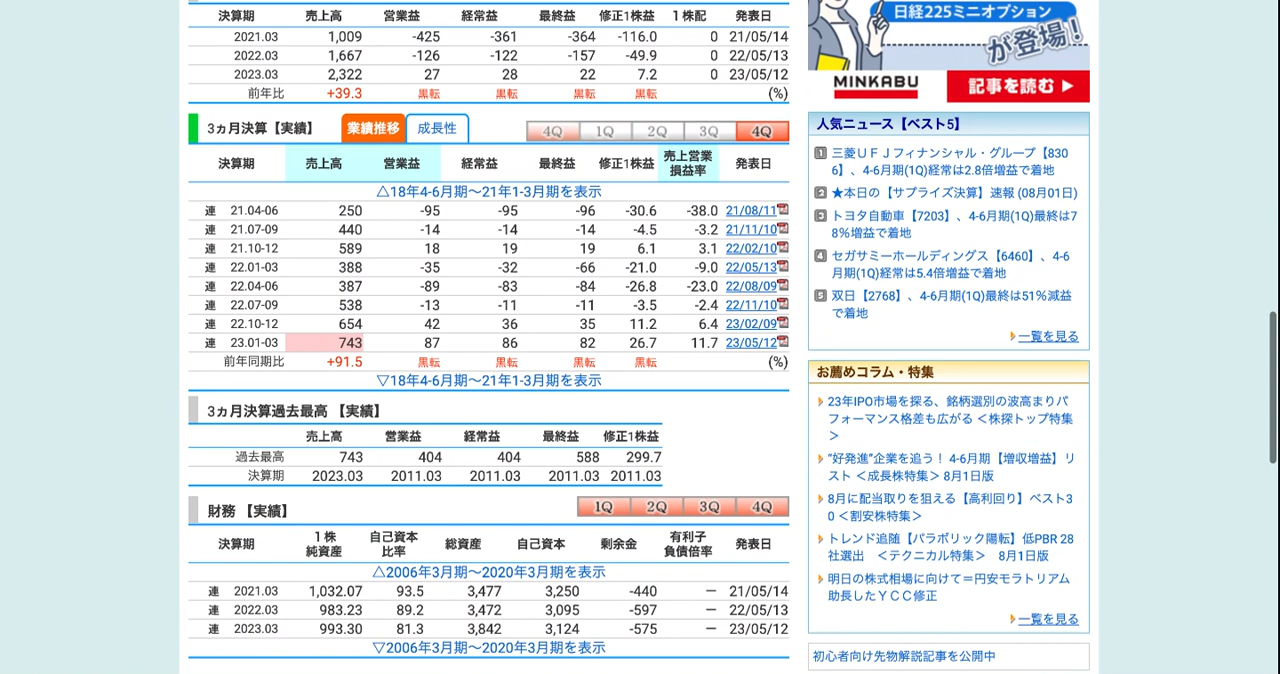 決算期 売上高 営業益 経常益 最終益 修正1株益 1株配 発表日
2021.03 1,009 -425 -361 -364 -116.0 0 21/05/14
2022.03 1,667 -126 -122 -157 -49.9 0 22/05/13
2023.03 2,322 27 28 22 7.2 0 23/05/12
前年比 +39.3 黒転 黒転 黒転 黒転 (%)
3ヵ月決算【実績】 業績推移 成長性 4Q 1Q 2Q 3Q 4Q
決算期 売上高 営業益 経常益 最終益 修正1株益 売上営業損益率 発表日
△18年4-6月期～21年1-3月期を表示
連 21.04-06 250 -95 -95 -96 -30.6 -38.0 21/08/11
連 21.07-09 440 -14 -14 -14 -4.5 -3.2 21/11/10
連 21.10-12 589 18 19 19 6.1 3.1 22/02/10
連 22.01-03 388 -35 -32 -66 -21.0 -9.0 22/05/13
連 22.04-06 387 -89 -83 -84 -26.8 -23.0 22/08/09
連 22.07-09 538 -13 -11 -11 -3.5 -2.4 22/11/10
連 22.10-12 654 42 36 35 11.2 6.4 23/02/09
連 23.01-03 743 87 86 82 26.7 11.7 23/05/12
前年同期比 +91.5 黒転 黒転 黒転 黒転 (%)
▽18年4-6月期～21年1-3月期を表示
3ヵ月決算過去最高 【実績】
売上高 営業益 経常益 最終益 修正1株益
過去最高 743 404 404 588 299.7
決算期 2023.03 2011.03 2011.03 2011.03 2011.03
財務 【実績】 1Q 2Q 3Q 4Q
決算期 1株純資産 自己資本比率 総資産 自己資本 剰余金 有利子負債倍率 発表日
△2006年3月期～2020年3月期を表示
連 2021.03 1,032.07 93.5 3,477 3,250 -440 － 21/05/14
連 2022.03 983.23 89.2 3,472 3,095 -597 － 22/05/13
連 2023.03 993.30 81.3 3,842 3,124 -575 － 23/05/12
▽2006年3月期～2020年3月期を表示
日経225ミニオプション
が登場!
MINKABU 記事を読む
人気ニュース【ベスト5】
1 三菱ＵＦＪフィナンシャル・グループ【830
6】、4-6月期(1Q)経常は2.8倍増益で着地
2 ★本日の【サプライズ決算】速報 (08月01日)
3 トヨタ自動車【7203】、4-6月期(1Q)最終は7
8％増益で着地
4 セガサミーホールディングス【6460】、4-6
月期(1Q)経常は5.4倍増益で着地
5 双日【2768】、4-6月期(1Q)最終は51％減益
で着地
一覧を見る
お薦めコラム・特集
23年IPO市場を探る、銘柄選別の波高まりパ
フォーマンス格差も広がる ＜株探トップ特集
＞
“好発進”企業を追う！ 4-6月期【増収増益】リ
スト ＜成長株特集＞ 8月1日版
8月に配当取りを狙える【高利回り】ベスト3
0 ＜割安株特集＞
トレンド追随【パラボリック陽転】低PBR 28
社選出 ＜テクニカル特集＞ 8月1日版
明日の株式相場に向けて＝円安モラトリアム
助長したＹＣＣ修正
一覧を見る
初心者向け先物解説記事を公開中